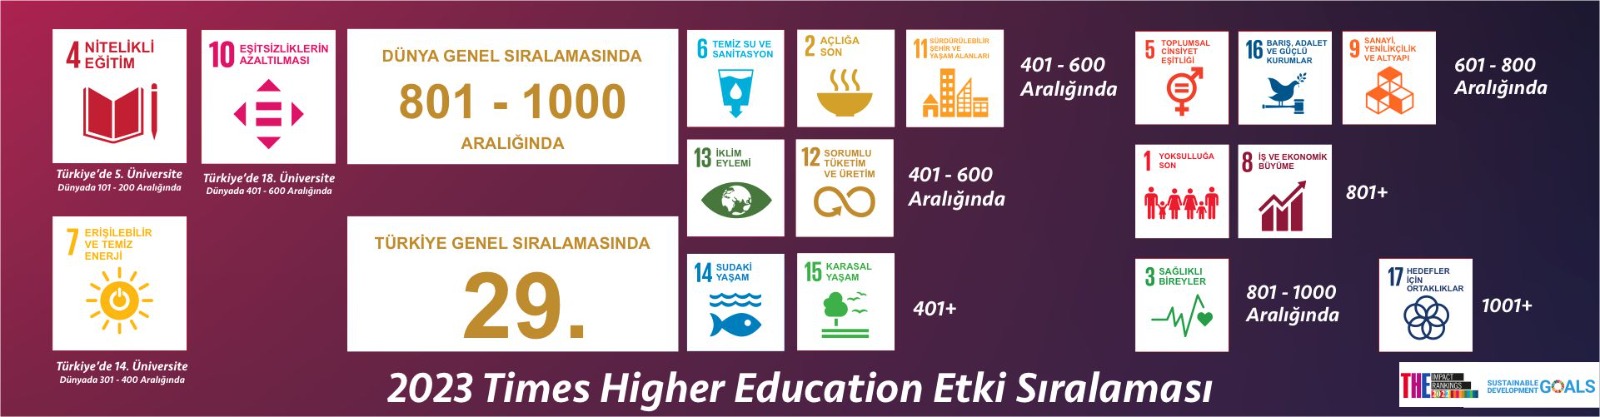 4 NİTELİKLİ
EĞİTİM
Türkiye'de 5. Üniversite
Dünyada 101 - 200 Aralığında
10 EŞİTSİZLİKLERİN
AZALTILMASI
Türkiye'de 18. Üniversite
Dünyada 401 - 600 Aralığında
7 ERİŞİLEBİLİR
VE TEMİZ
ENERJİ
Türkiye'de 14. Üniversite
Dünyada 301 - 400 Aralığında
DÜNYA GENEL SIRALAMASINDA
801 - 1000
ARALIĞINDA
TÜRKİYE GENEL SIRALAMASINDA
29.
6 TEMİZ SU VE
SANİTASYON
2 AÇLIĞA
SON
11 SÜRDÜRÜLEBİLİR
ŞEHİR VE
YAŞAM ALANLARI
401 - 600
Aralığında
13 İKLİM
EYLEMİ
12 SORUMLU
TÜKETİM
VE ÜRETİM
401 - 600
Aralığında
14 SUDAKİ
YAŞAM
15 KARASAL
YAŞAM
401+
5 TOPLUMSAL
CİNSİYET
EŞİTLİĞİ
16 BARIŞ, ADALET
VE GÜÇLÜ
KURUMLAR
9 SANAYİ,
YENİLİKÇİLİK
VE ALTYAPI
601 - 800
Aralığında
1 YOKSULLUĞA
SON
8 İŞ VE EKONOMİK
BÜYÜME
801+
3 SAĞLIKLI
BİREYLER
801 - 1000
Aralığında
17 HEDEFLER
İÇİN
ORTAKLIKLAR
1001+
2023 Times Higher Education Etki Sıralaması
THE IMPACT
RANKINGS
SUSTAINABLE
DEVELOPMENT GOALS